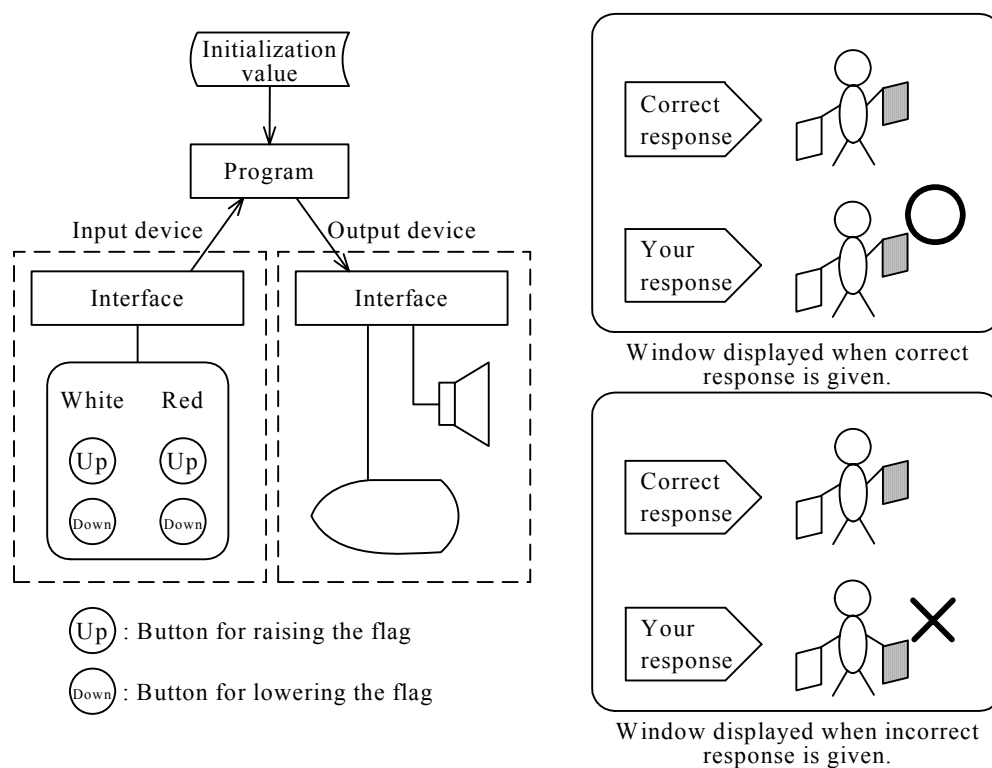 Initialization
value
Program
Input device
Output device
Interface
Interface
White Red
Up Up
Down Down
Up : Button for raising the flag
Down : Button for lowering the flag
Correct
response
Your
response
Window displayed when correct
response is given.
Correct
response
Your
response
Window displayed when incorrect
response is given.